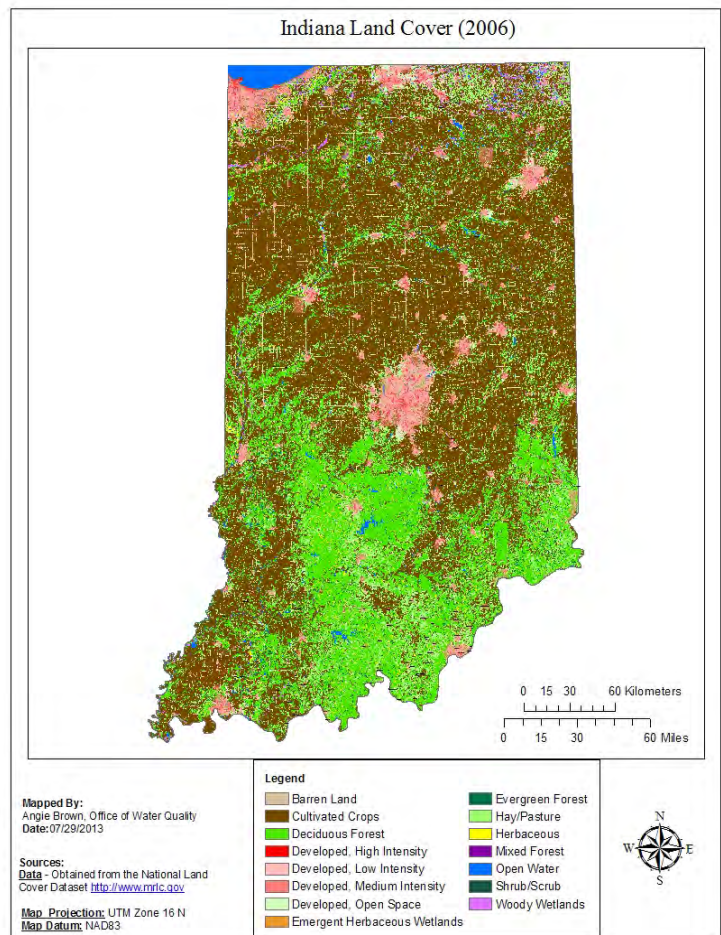 Indiana Land Cover (2006)
0 15 30 60 Kilometers
0 15 30 60 Miles
Mapped By:
Angie Brown, Office of Water Quality
Date:07/29/2013
Sources:
Data - Obtained from the National Land
Cover Dataset http://www.mrlc.gov
Map Projection: UTM Zone 16 N
Map Datum: NAD83
Legend
Barren Land
Cultivated Crops
Deciduous Forest
Developed, High Intensity
Developed, Low Intensity
Developed, Medium Intensity
Developed, Open Space
Emergent Herbaceous Wetlands
Evergreen Forest
Hay/Pasture
Herbaceous
Mixed Forest
Open Water
Shrub/Scrub
Woody Wetlands
N
W E
S